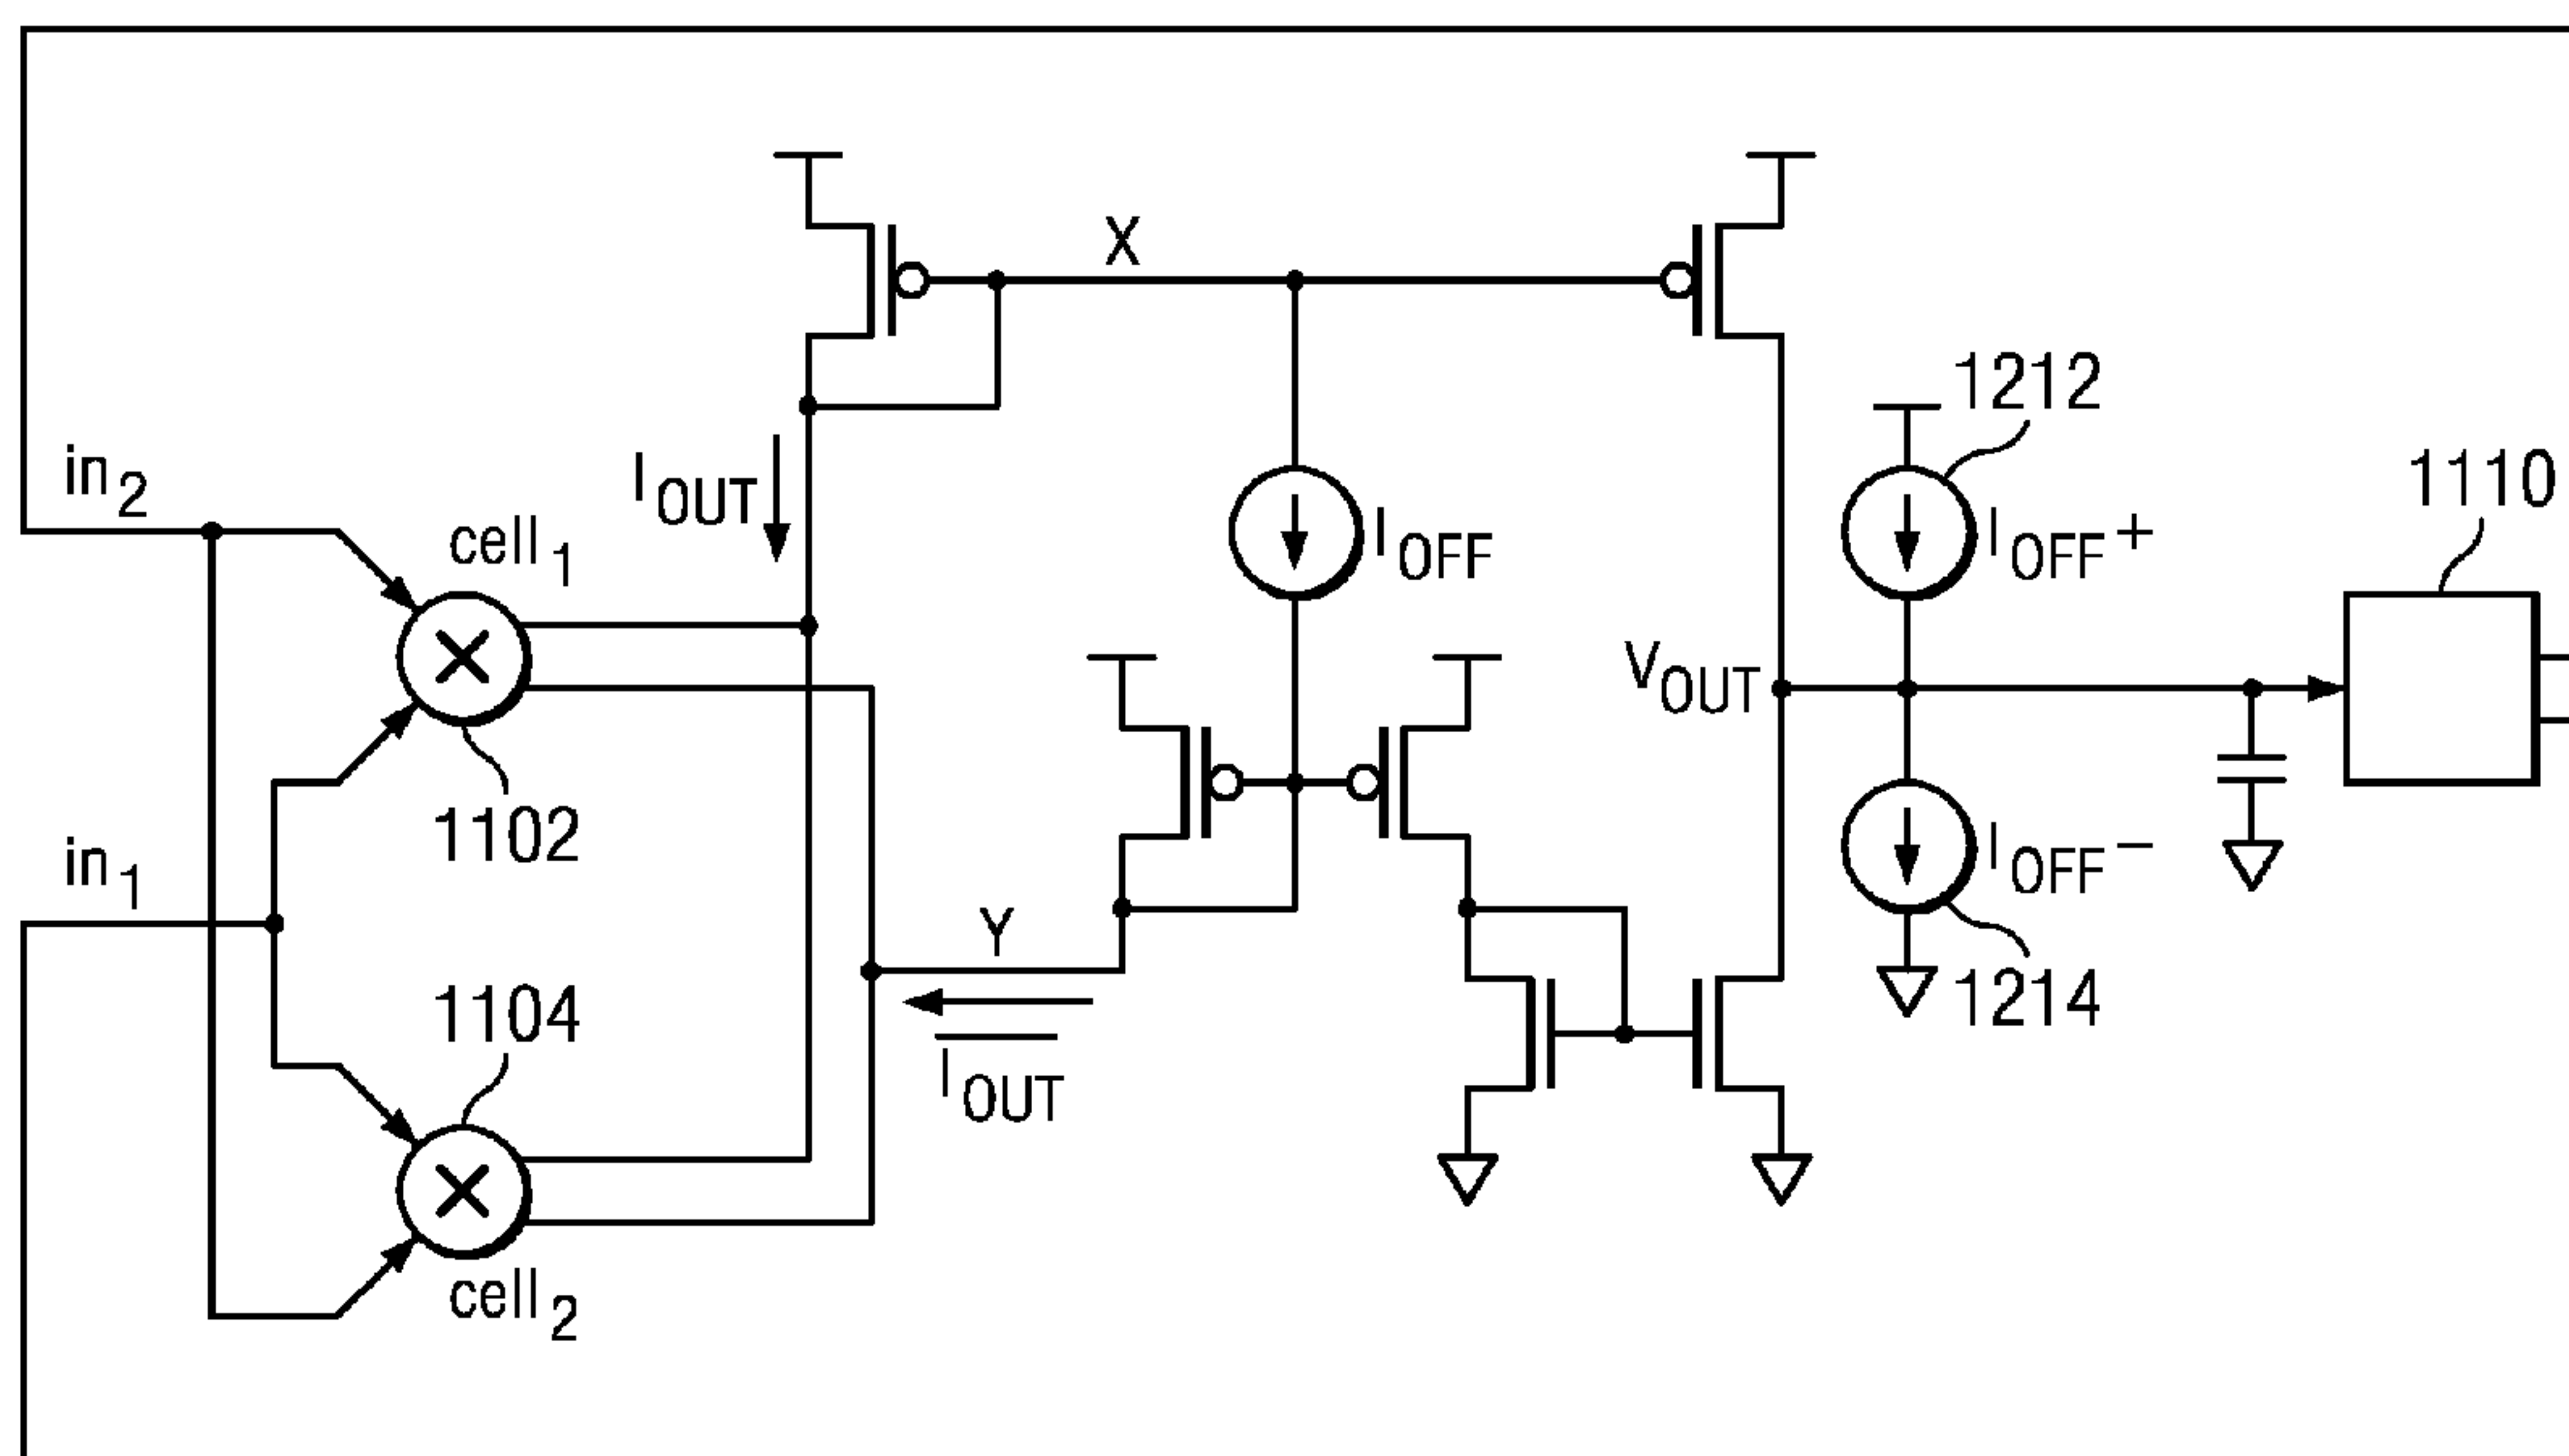 X
1212
in2
IOUT
1110
cell1
IOFF
IOFF+
VOUT
1102
in1
IOFF−
Y
1104
1214
IOUT
cell2